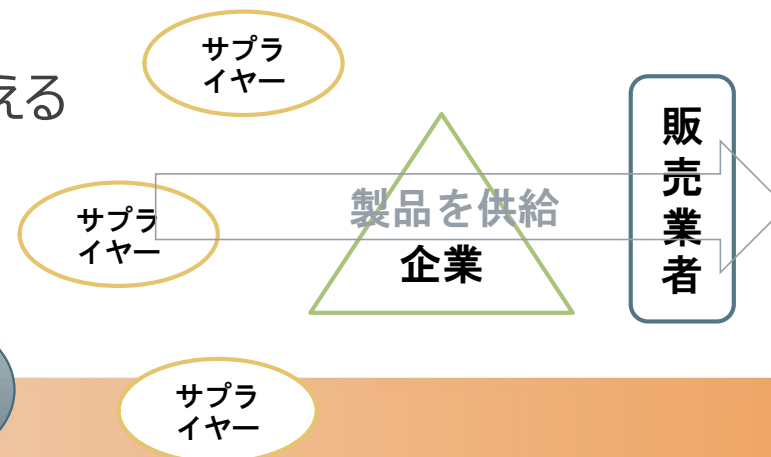 サプラ
イヤー
える
サプラ
イヤー
製品を供給
企業
販売業者
サプラ
イヤー